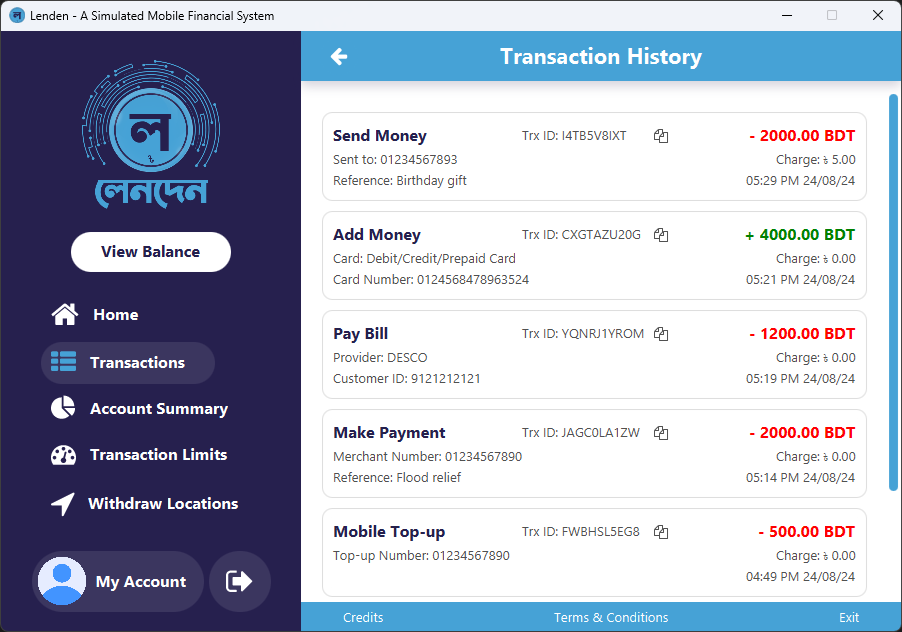 Lenden - A Simulated Mobile Financial System
ল
লেনদেন
View Balance
Home
Transactions
Account Summary
Transaction Limits
Withdraw Locations
My Account
Transaction History
Send Money Trx ID: I4TB5V8IXT - 2000.00 BDT
Sent to: 01234567893 Charge: ৳ 5.00
Reference: Birthday gift 05:29 PM 24/08/24
Add Money Trx ID: CXGTAZU20G + 4000.00 BDT
Card: Debit/Credit/Prepaid Card Charge: ৳ 0.00
Card Number: 0124568478963524 05:21 PM 24/08/24
Pay Bill Trx ID: YQNRJ1YROM - 1200.00 BDT
Provider: DESCO Charge: ৳ 0.00
Customer ID: 9121212121 05:19 PM 24/08/24
Make Payment Trx ID: JAGC0LA1ZW - 2000.00 BDT
Merchant Number: 01234567890 Charge: ৳ 0.00
Reference: Flood relief 05:14 PM 24/08/24
Mobile Top-up Trx ID: FWBHSL5EG8 - 500.00 BDT
Top-up Number: 01234567890 Charge: ৳ 0.00
04:49 PM 24/08/24
Credits Terms & Conditions Exit